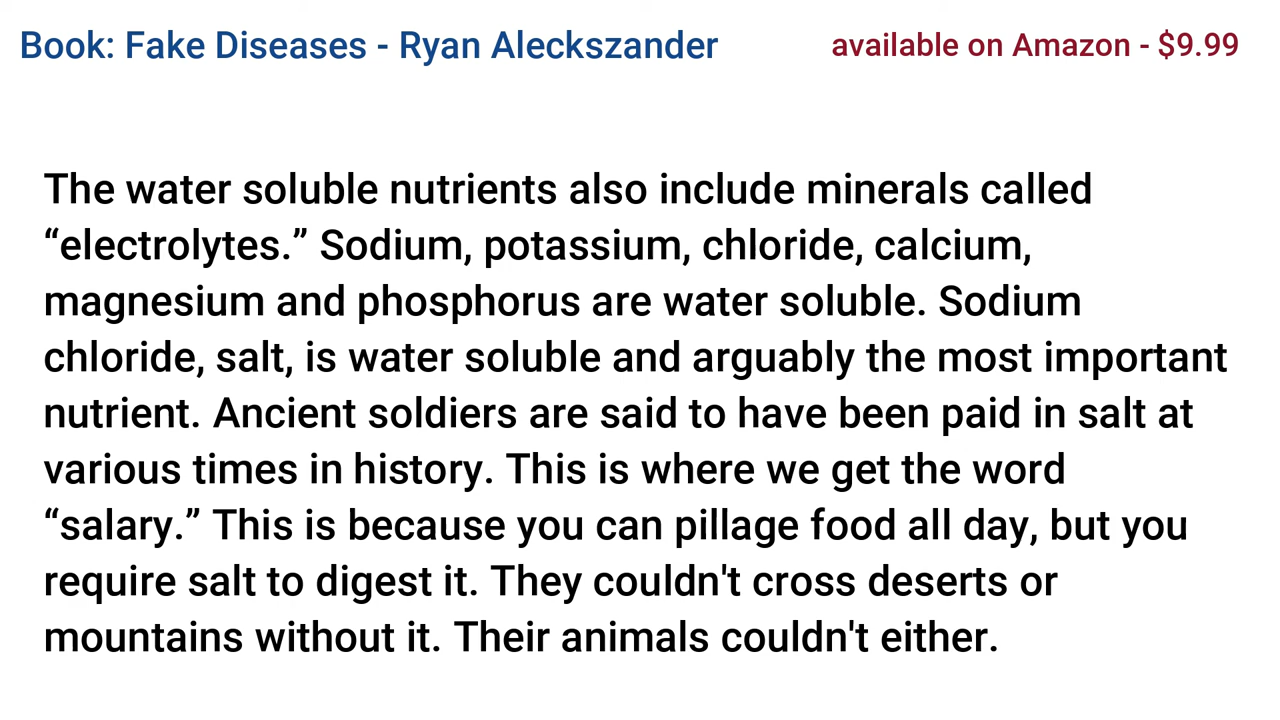 Book: Fake Diseases - Ryan Aleckszander
available on Amazon - $9.99
The water soluble nutrients also include minerals called
“electrolytes.” Sodium, potassium, chloride, calcium,
magnesium and phosphorus are water soluble. Sodium
chloride, salt, is water soluble and arguably the most important
nutrient. Ancient soldiers are said to have been paid in salt at
various times in history. This is where we get the word
“salary.” This is because you can pillage food all day, but you
require salt to digest it. They couldn't cross deserts or
mountains without it. Their animals couldn't either.